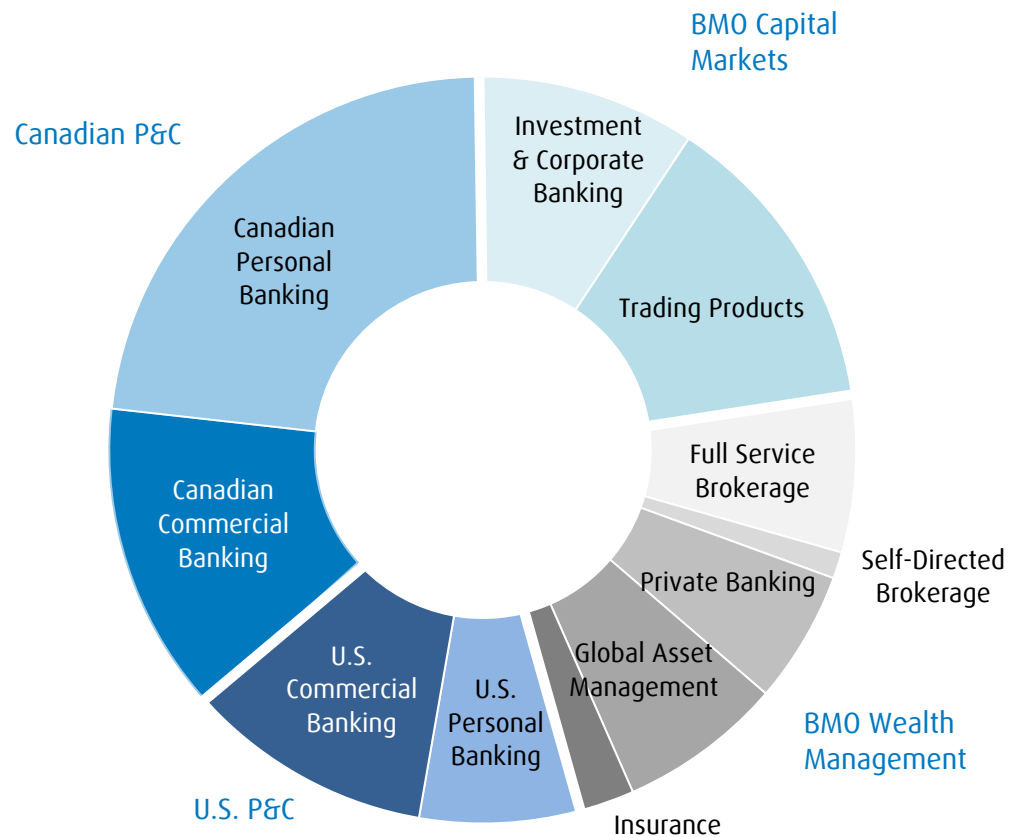 BMO Capital
Markets
Canadian P&C
Investment
& Corporate
Banking
Canadian
Personal
Banking
Trading Products
Full Service
Brokerage
Canadian
Commercial
Banking
Self-Directed
Brokerage
Private Banking
Global Asset
Management
U.S.
Commercial
Banking
U.S.
Personal
Banking
BMO Wealth
Management
U.S. P&C
Insurance